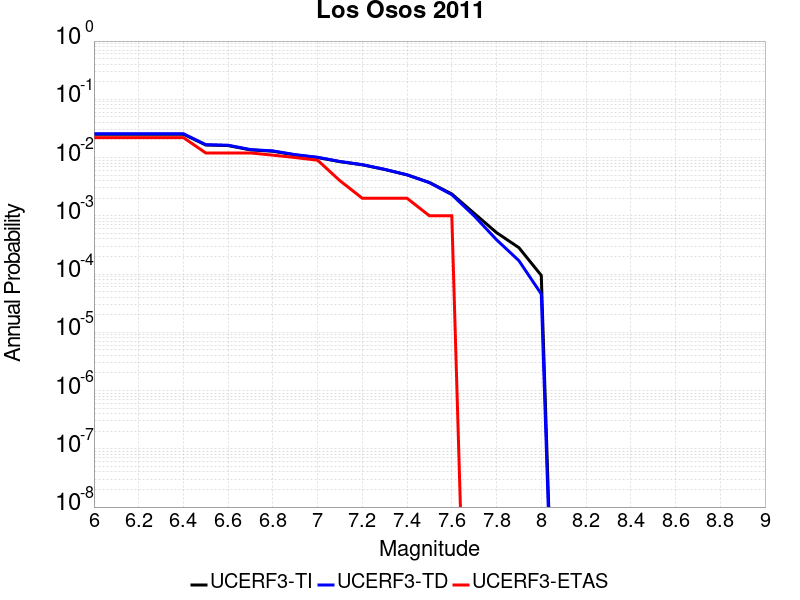 Los Osos 2011
Annual Probability
10^0
10^-1
10^-2
10^-3
10^-4
10^-5
10^-6
10^-7
10^-8
6 6.2 6.4 6.6 6.8 7 7.2 7.4 7.6 7.8 8 8.2 8.4 8.6 8.8 9
Magnitude
UCERF3-TI UCERF3-TD UCERF3-ETAS